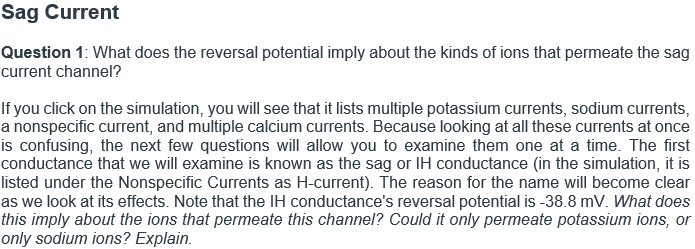 Sag Current
Question 1: What does the reversal potential imply about the kinds of ions that permeate the sag
current channel?
If you click on the simulation, you will see that it lists multiple potassium currents, sodium currents,
a nonspecific current, and multiple calcium currents. Because looking at all these currents at once
is confusing, the next few questions will allow you to examine them one at a time. The first
conductance that we will examine is known as the sag or IH conductance (in the simulation, it is
listed under the Nonspecific Currents as H-current). The reason for the name will become clear
as we look at its effects. Note that the IH conductance's reversal potential is -38.8 mV. What does
this imply about the ions that permeate this channel? Could it only permeate potassium ions, or
only sodium ions? Explain.